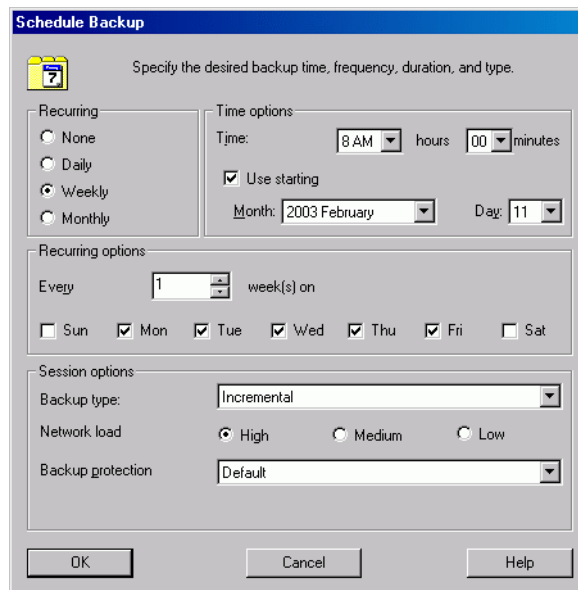 Schedule Backup
7
Specify the desired backup time, frequency, duration, and type.
Recurring
None
Daily
Weekly
Monthly
Time options
Time: 8 AM hours 00 minutes
Use starting
Month: 2003 February Day: 11
Recurring options
Every 1 week(s) on
Sun Mon Tue Wed Thu Fri Sat
Session options
Backup type: Incremental
Network load High Medium Low
Backup protection Default
OK Cancel Help